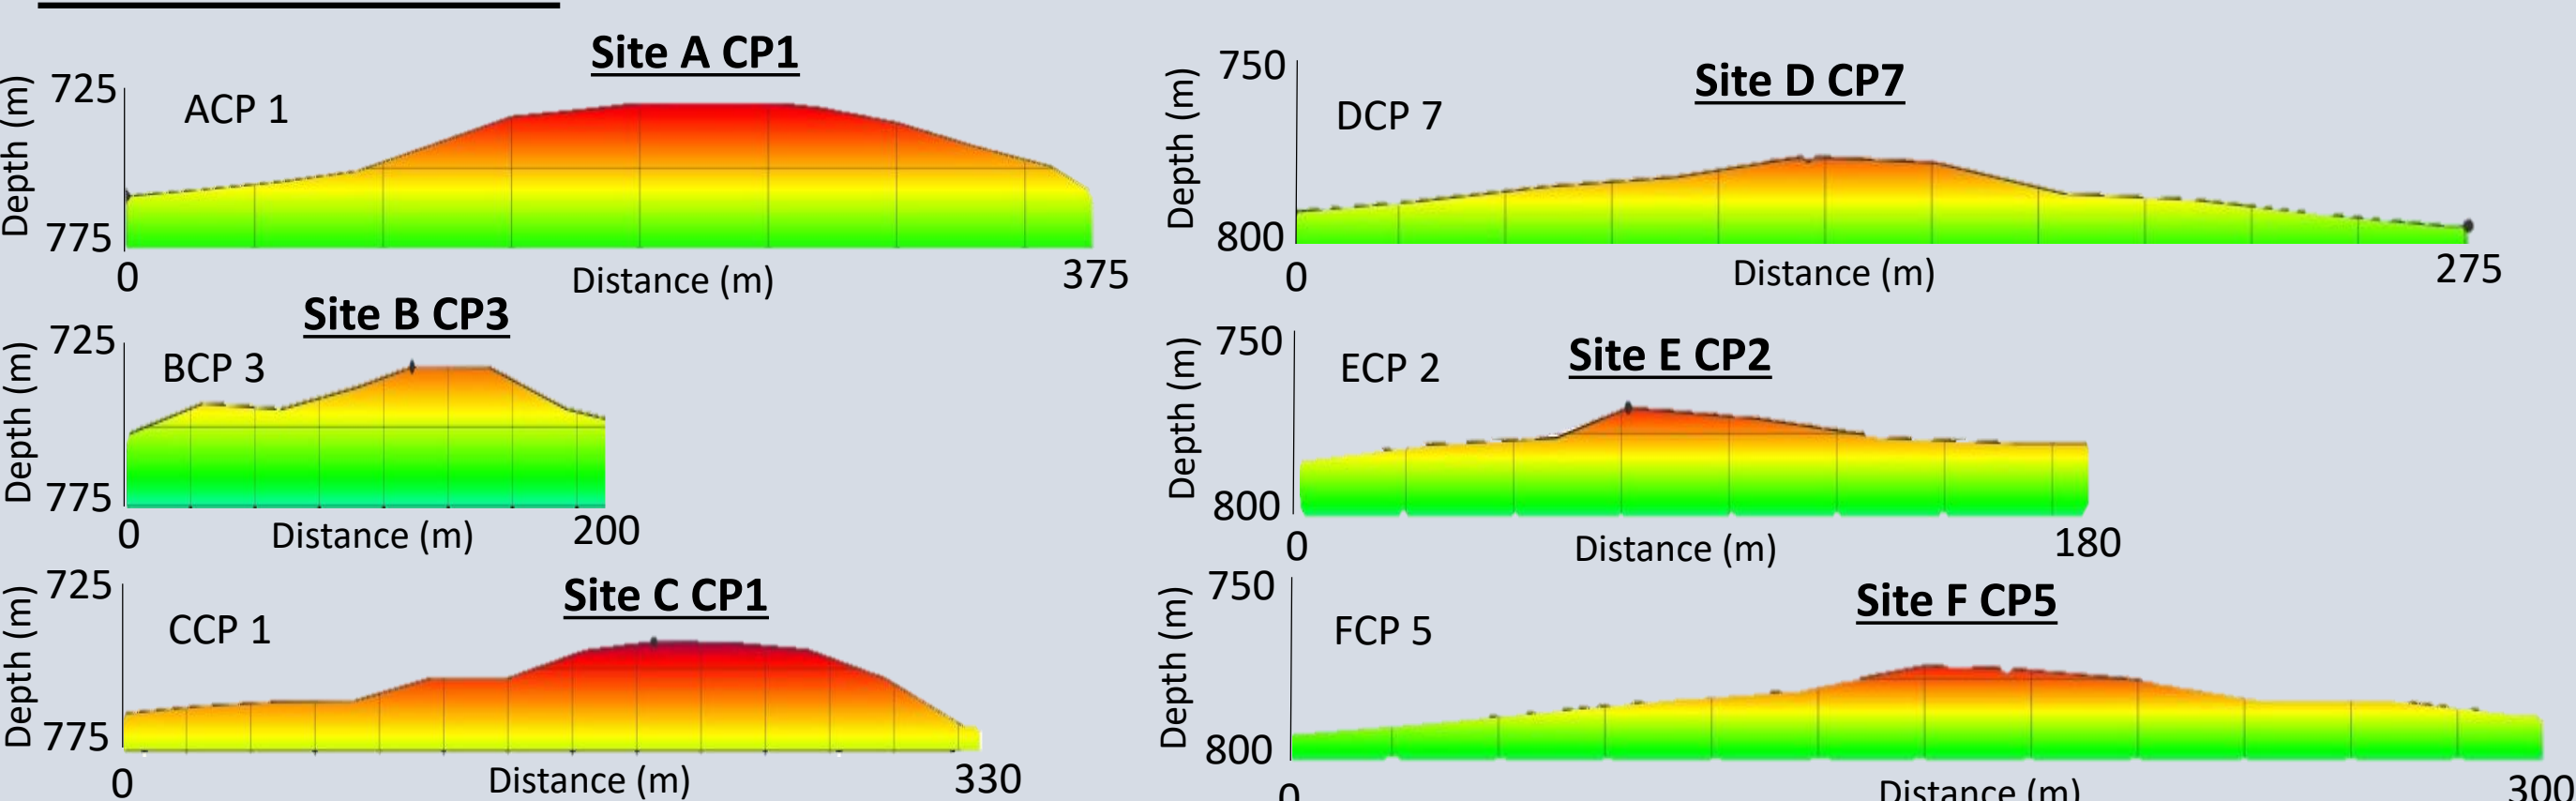 Site A CP1
ACP 1
725
775
Depth (m)
0
Distance (m)
375
Site B CP3
BCP 3
725
775
Depth (m)
0
Distance (m)
200
Site C CP1
CCP 1
725
775
Depth (m)
0
Distance (m)
330
Site D CP7
DCP 7
750
800
Depth (m)
0
Distance (m)
275
Site E CP2
ECP 2
750
800
Depth (m)
0
Distance (m)
180
Site F CP5
FCP 5
750
800
Depth (m)
0
Distance (m)
300